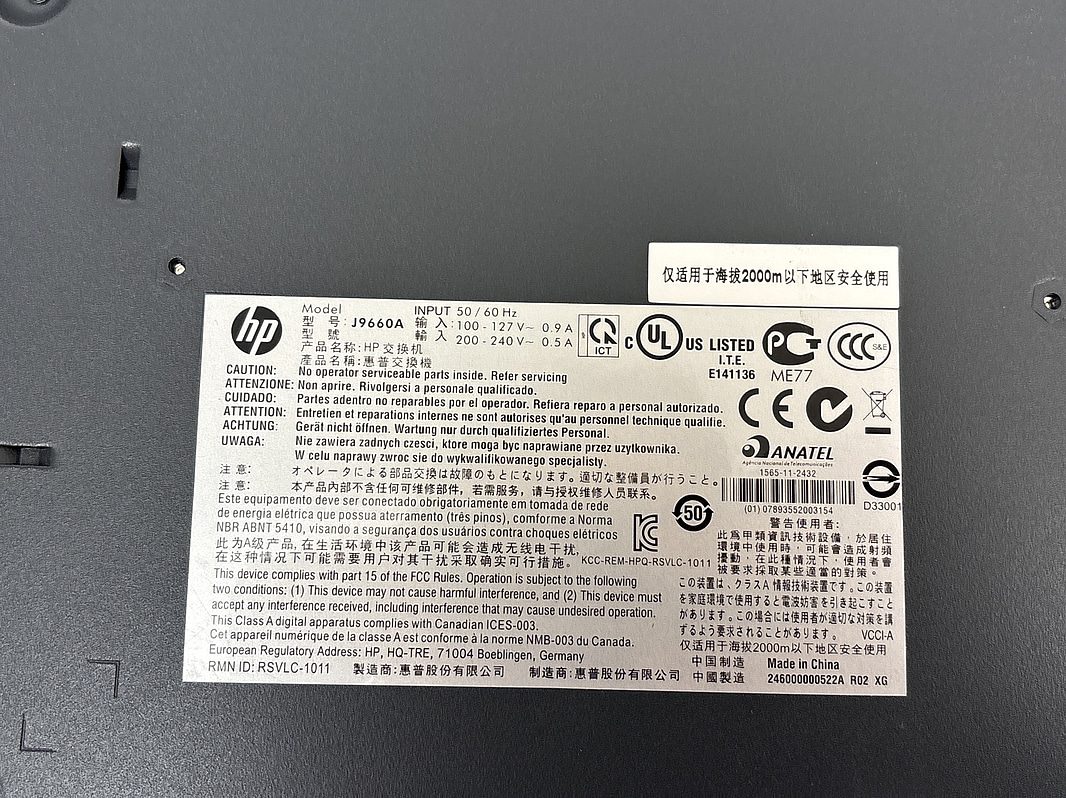 仅适用于海拔2000m以下地区安全使用
hp
Model
型 号:
型 號
J9660A
INPUT 50/60 Hz
输 入:100 - 127 V~ 0.9 A
輸 入 200 - 240 V~ 0.5 A
产品名称:HP 交换机
產品名稱:惠普交換機
ICT
C UL US LISTED
I.T.E.
E141136
ME77
CCC S&E
CAUTION: No operator serviceable parts inside. Refer servicing
ATTENZIONE: Non aprire. Rivolgersi a personale qualificato.
CUIDADO: Partes adentro no reparables por el operador. Refiera reparo a personal autorizado.
ATTENTION: Entretien et reparations internes ne sont autorises qu'au personnel technique qualifie.
ACHTUNG: Gerät nicht öffnen. Wartung nur durch qualifiziertes Personal.
UWAGA: Nie zawiera zadnych czesci, ktore moga byc naprawiane przez uzytkownika.
W celu naprawy zwroc sie do wykwalifikowanego specjalisty.
注 意: オペレータによる部品交換は故障のもとになります。適切な整備員が行うこと。
注 意: 本产品内部不含任何可维修部件，若需服务，请与授权维修人员联系。
Este equipamento deve ser conectado obrigatoriamente em tomada de rede
de energia elétrica que possua aterramento (três pinos), conforme a Norma
NBR ABNT 5410, visando a segurança dos usuários contra choques elétricos
此为A级产品,在生活环境中该产品可能会造成无线电干扰,
在这种情况下可能需要用户对其干扰采取确实可行措施。
KCC-REM-HPQ-RSVLC-1011
50
CE
ANATEL
Agência Nacional de Telecomunicações
1565-11-2432
(01) 07893552003154
D33001
警告使用者:
此為甲類資訊技術設備，於居住
環境中使用時，可能會造成射頻
擾動，在此種情況下，使用者會
被要求採取某些適當的對策。
この装置は、クラスA情報技術装置です。この装置
を家庭環境で使用すると電波妨害を引き起こすこと
があります。この場合には使用者が適切な対策を講
ずるよう要求されることがあります。 VCCI-A
This device complies with part 15 of the FCC Rules. Operation is subject to the following
two conditions: (1) This device may not cause harmful interference, and (2) This device must
accept any interference received, including interference that may cause undesired operation.
This Class A digital apparatus complies with Canadian ICES-003.
Cet appareil numérique de la classe A est conforme à la norme NMB-003 du Canada.
European Regulatory Address: HP, HQ-TRE, 71004 Boeblingen, Germany
RMN ID: RSVLC-1011 製造商:惠普股份有限公司 制造商:惠普股份有限公司
仅适用于海拔2000m以下地区安全使用
中国制造 Made in China
中國製造 246000000522A R02 XG